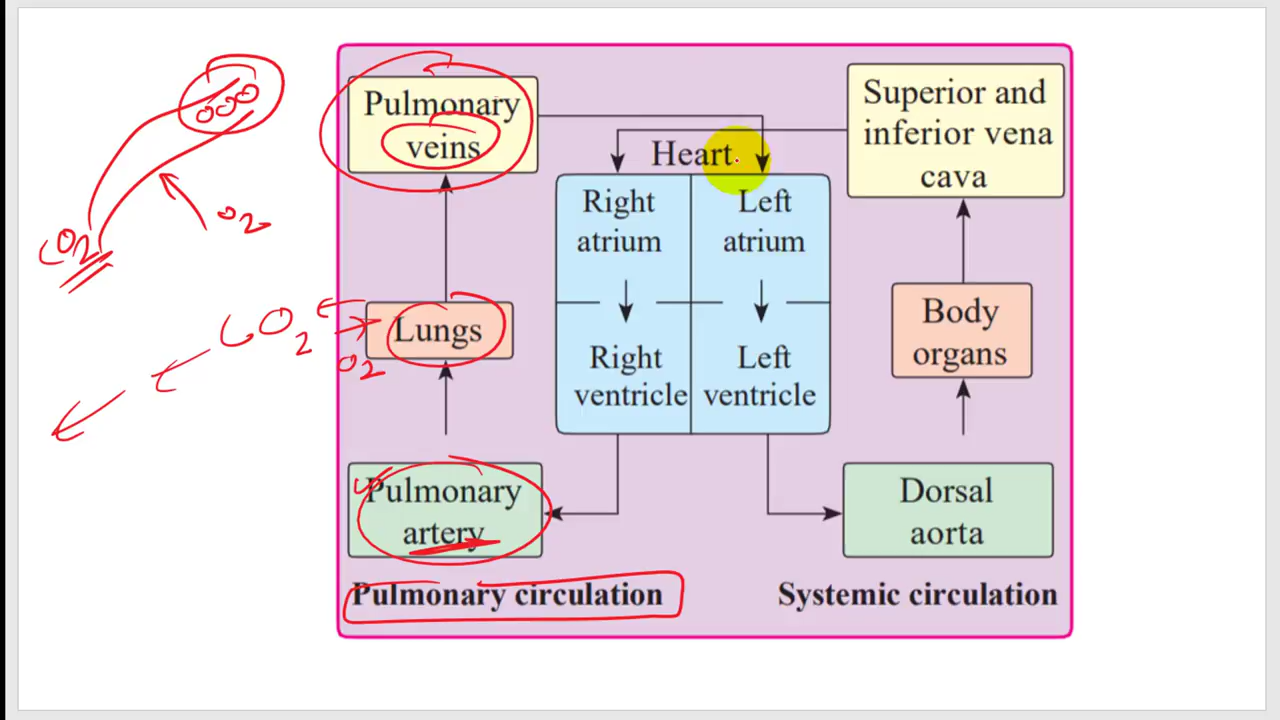 Pulmonary
veins
Superior and
inferior vena
cava
Heart
Right
atrium
Left
atrium
O2
CO2
CO2
Lungs
O2
Body
organs
Right
ventricle
Left
ventricle
Pulmonary
artery
Dorsal
aorta
Pulmonary circulation
Systemic circulation